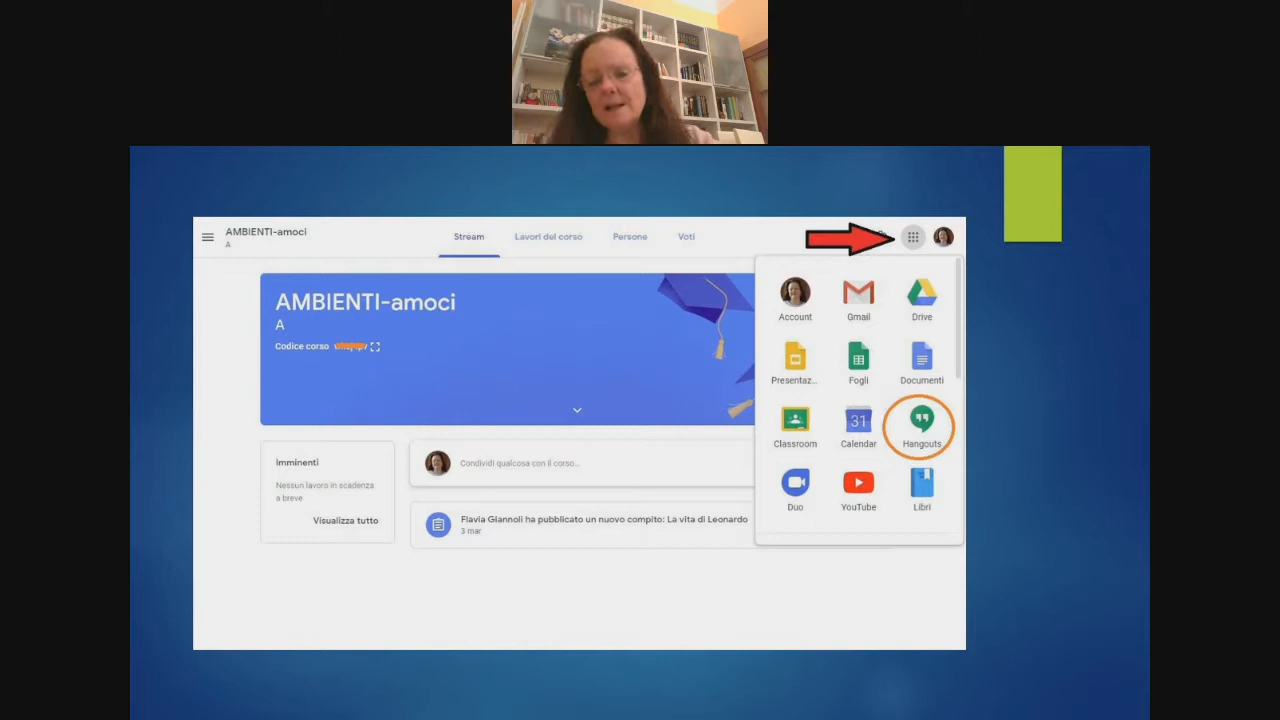 AMBIENTI-amoci
A
Stream
Lavori del corso
Persone
Voti
AMBIENTI-amoci
A
Codice corso
Imminenti
Nessun lavoro in scadenza
a breve
Visualizza tutto
Condividi qualcosa con il corso...
Flavia Giannoli ha pubblicato un nuovo compito: La vita di Leonardo
3 mar
Account
Gmail
Drive
Presentaz...
Fogli
Documenti
Classroom
31
Calendar
Hangouts
Duo
YouTube
Libri